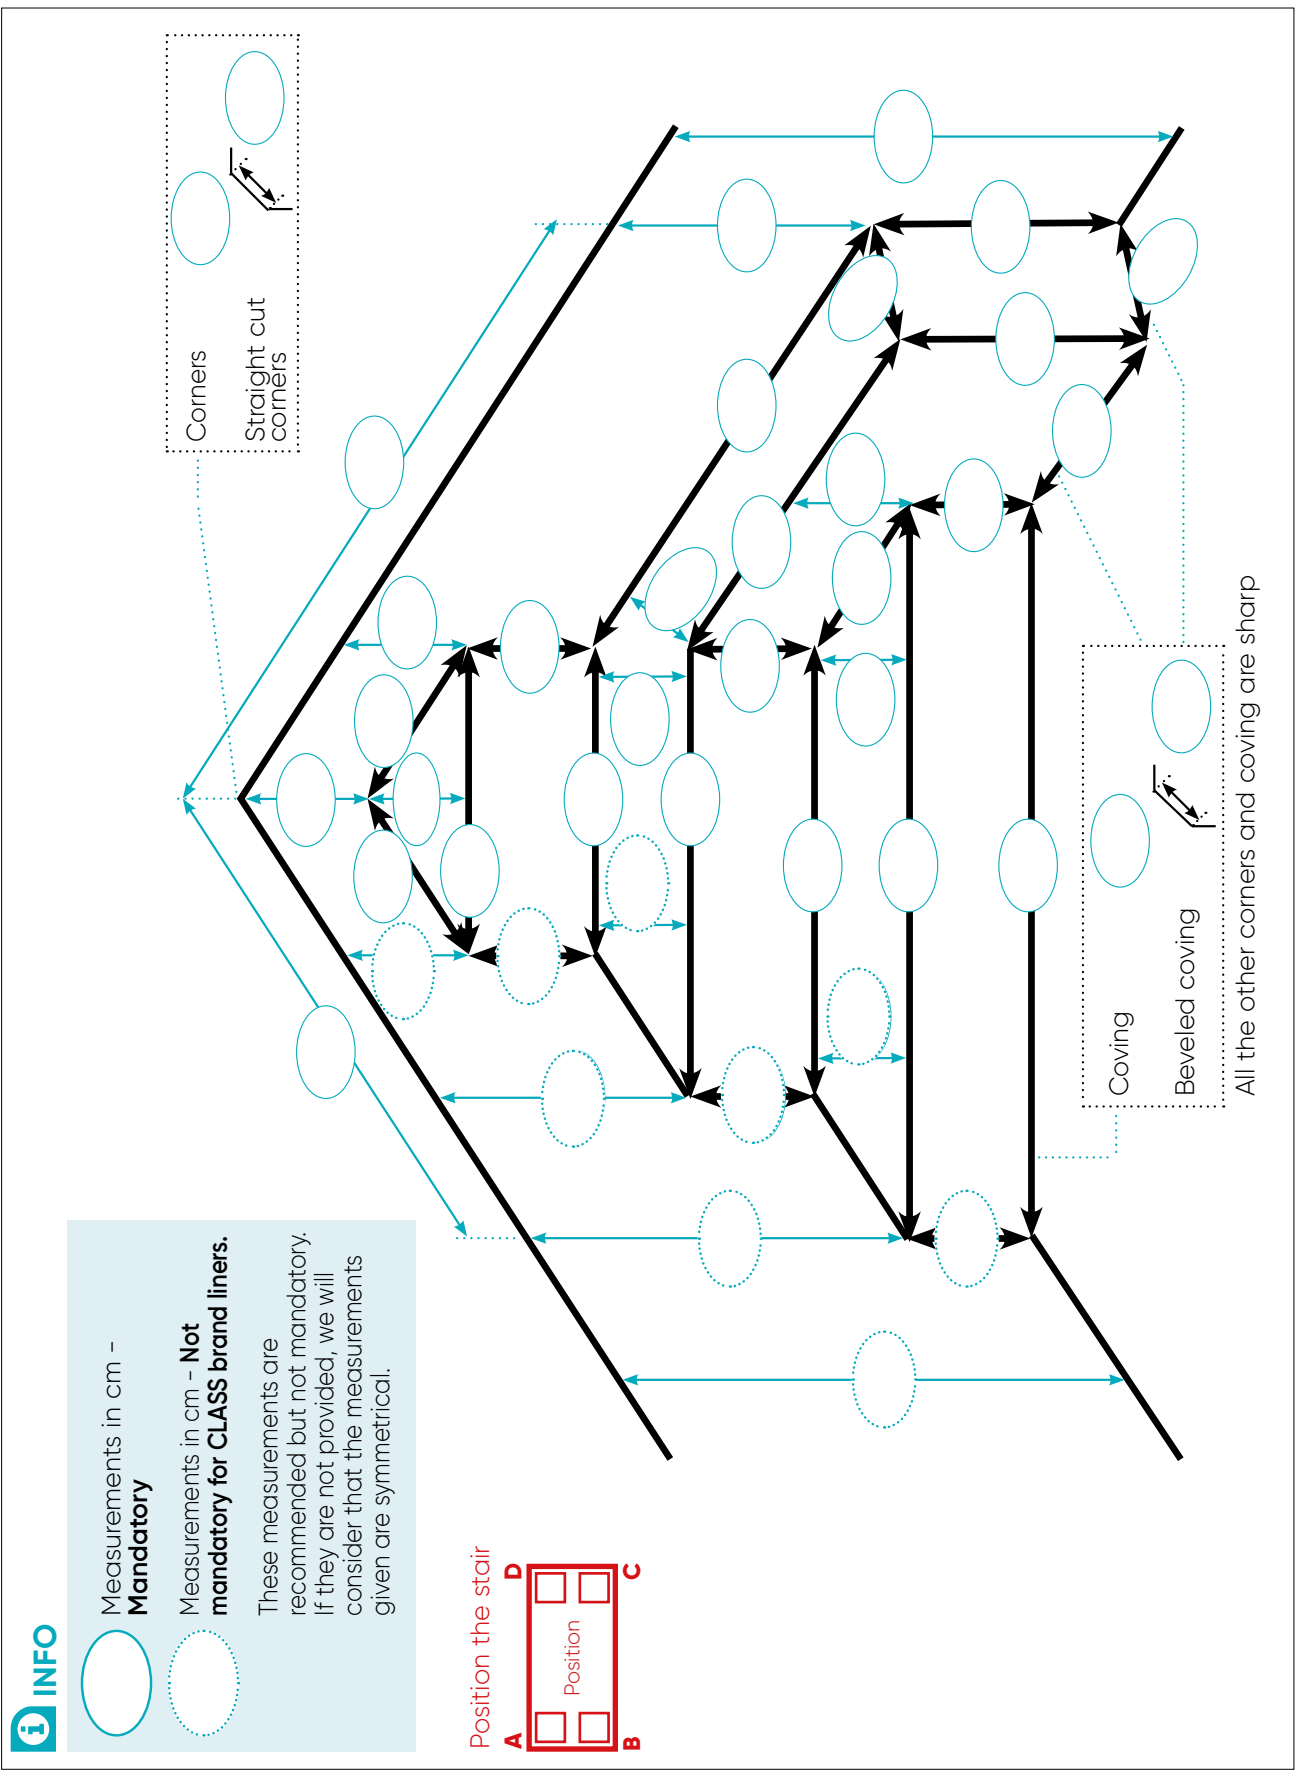 INFO
Measurements in cm –
Mandatory
Measurements in cm – Not
mandatory for CLASS brand liners.
These measurements are
recommended but not mandatory.
If they are not provided, we will
consider that the measurements
given are symmetrical.
Position the stair
A
D
Position
B
C
Corners
Straight cut
corners
Coving
Beveled coving
All the other corners and coving are sharp